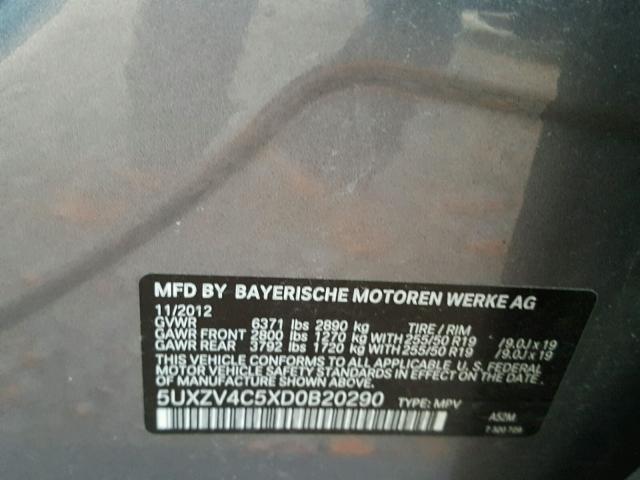 MFD BY BAYERISCHE MOTOREN WERKE AG
11/2012
GVWR 6371 lbs 2890 kg TIRE / RIM
GAWR FRONT 2800 lbs 1270 kg WITH 255/50 R19 /9.0J x 19
GAWR REAR 3792 lbs 1720 kg WITH 255/50 R19 /9.0J x 19
THIS VEHICLE CONFORMS TO ALL APPLICABLE U. S. FEDERAL
MOTOR VEHICLE SAFETY STANDARDS IN EFFECT ON THE DATE OF
MANUFACTURE SHOWN ABOVE.
5UXZV4C5XD0B20290 TYPE: MPV
A52M